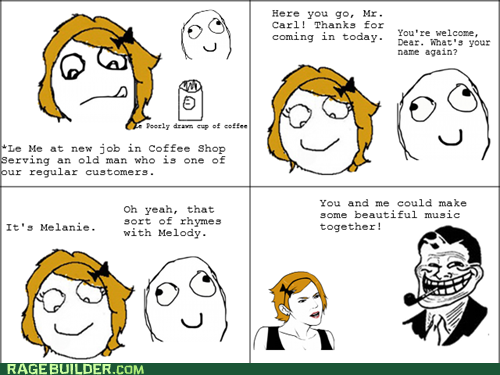 Le Poorly drawn cup of coffee
*Le Me at new job in Coffee Shop
Serving an old man who is one of
our regular customers.
Here you go, Mr.
Carl! Thanks for
coming in today.
You're welcome,
Dear. What's your
name again?
It's Melanie.
Oh yeah, that
sort of rhymes
with Melody.
You and me could make
some beautiful music
together!
RAGEBUILDER.COM